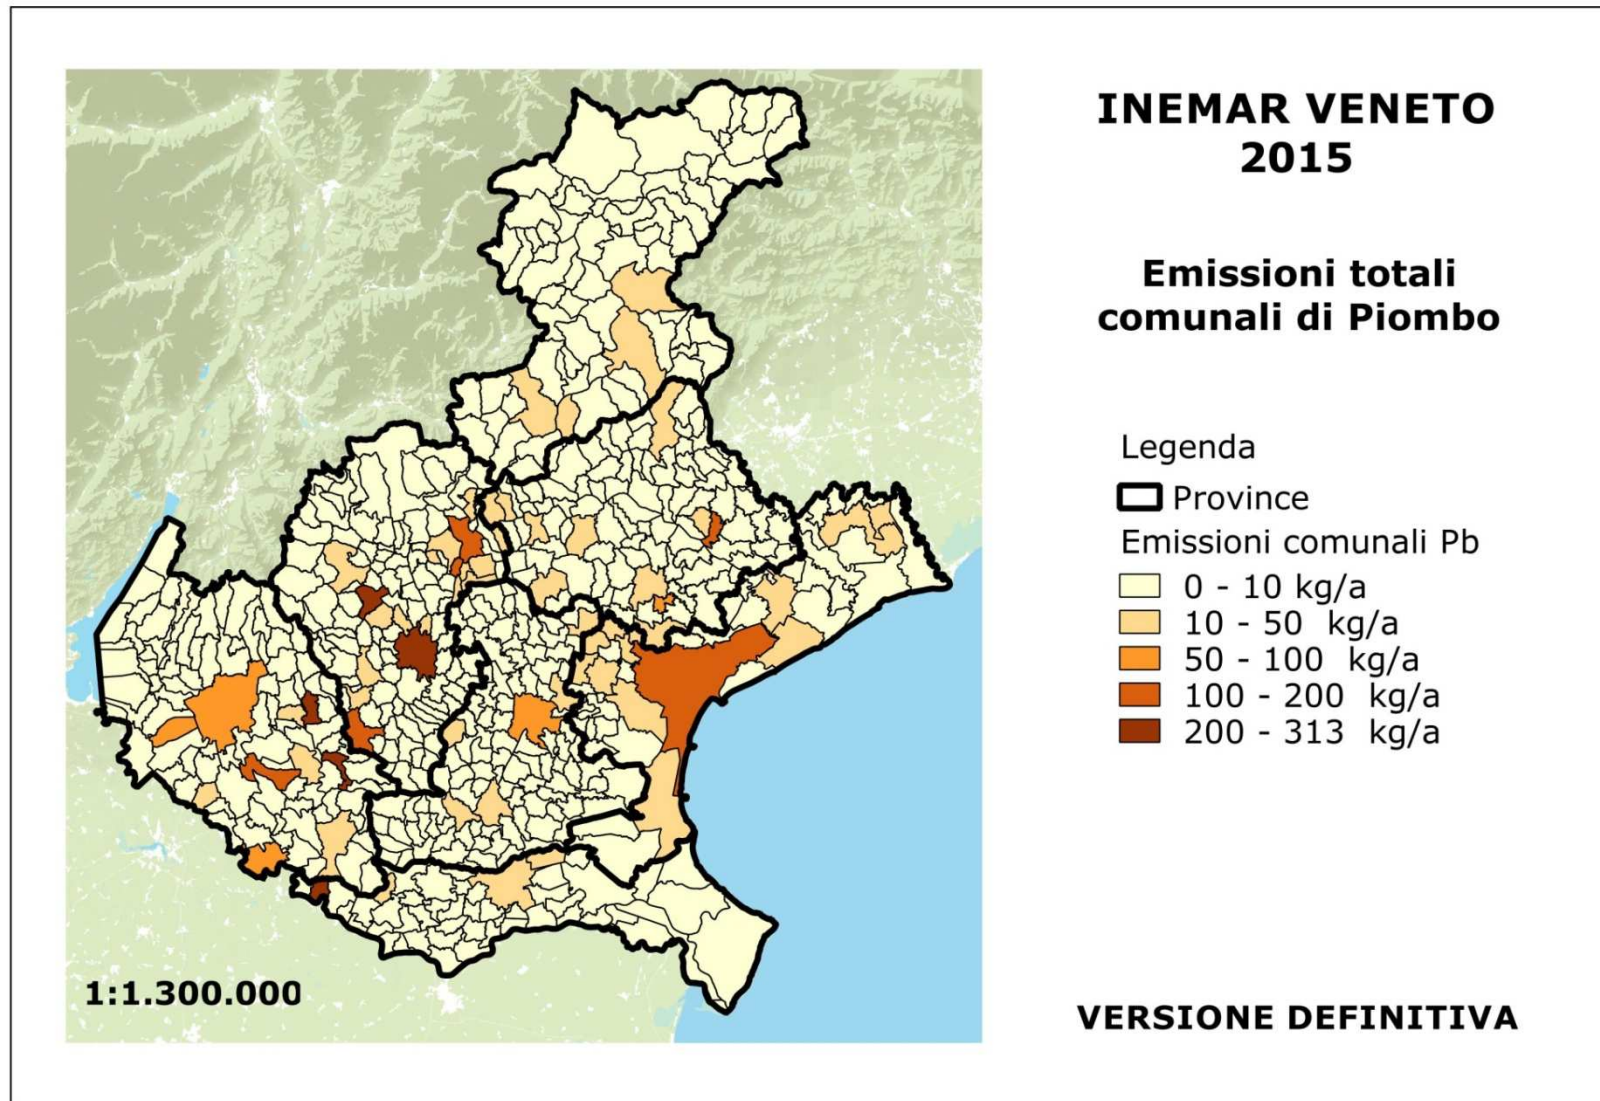 INEMAR VENETO
2015
Emissioni totali
comunali di Piombo
Legenda
Province
Emissioni comunali Pb
0 - 10 kg/a
10 - 50 kg/a
50 - 100 kg/a
100 - 200 kg/a
200 - 313 kg/a
1:1.300.000
VERSIONE DEFINITIVA